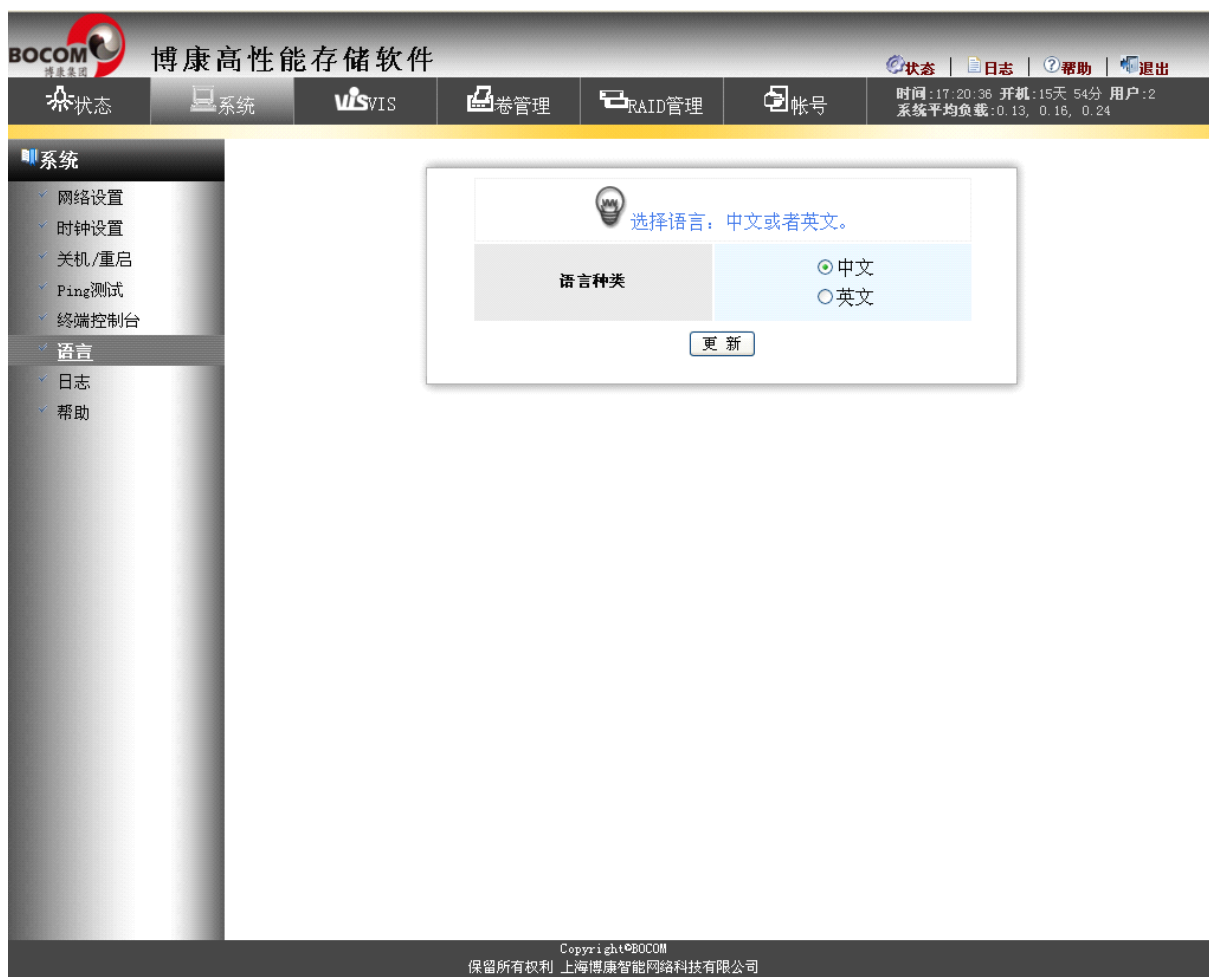 BOCOM
博康集团
博康高性能存储软件
状态 | 日志 | 帮助 | 退出
状态 系统 vis VIS 卷管理 RAID管理 帐号
时间:17:20:36 开机:15天 54分 用户:2
系统平均负载:0.13, 0.16, 0.24
系统
网络设置
时钟设置
关机/重启
Ping测试
终端控制台
语言
日志
帮助
选择语言：中文或者英文。
语言种类
中文
英文
更 新
Copyright©BOCOM
保留所有权利 上海博康智能网络科技有限公司